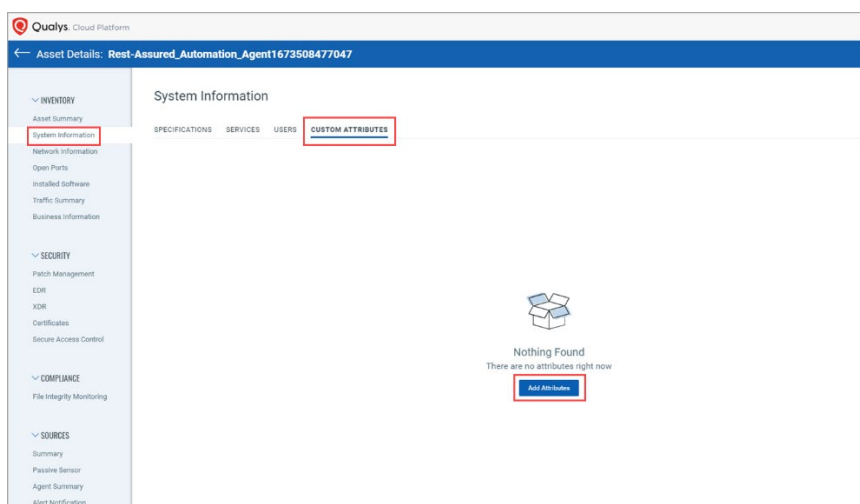 Qualys. Cloud Platform
← Asset Details: Rest-Assured_Automation_Agent1673508477047
INVENTORY
Asset Summary
System Information
Network Information
Open Ports
Installed Software
Traffic Summary
Business Information
SECURITY
Patch Management
EDR
XDR
Certificates
Secure Access Control
COMPLIANCE
File Integrity Monitoring
SOURCES
Summary
Passive Sensor
Agent Summary
Alert Notification
System Information
SPECIFICATIONS SERVICES USERS CUSTOM ATTRIBUTES
Nothing Found
There are no attributes right now
Add Attributes